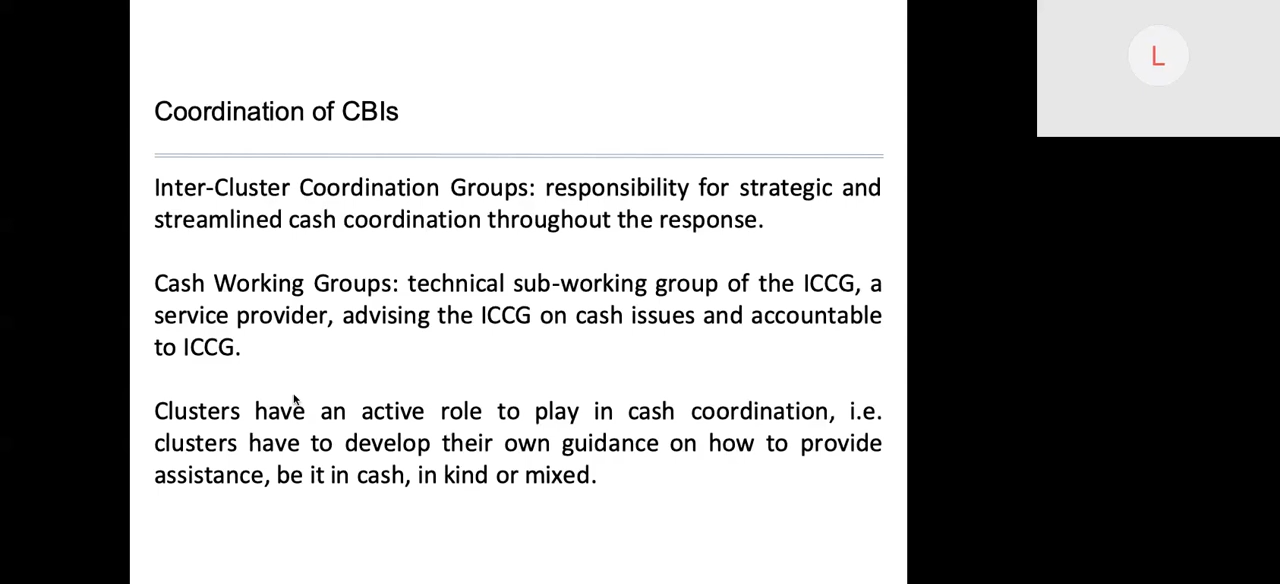 Coordination of CBIs
Inter-Cluster Coordination Groups: responsibility for strategic and
streamlined cash coordination throughout the response.
Cash Working Groups: technical sub-working group of the ICCG, a
service provider, advising the ICCG on cash issues and accountable
to ICCG.
Clusters have an active role to play in cash coordination, i.e.
clusters have to develop their own guidance on how to provide
assistance, be it in cash, in kind or mixed.
L